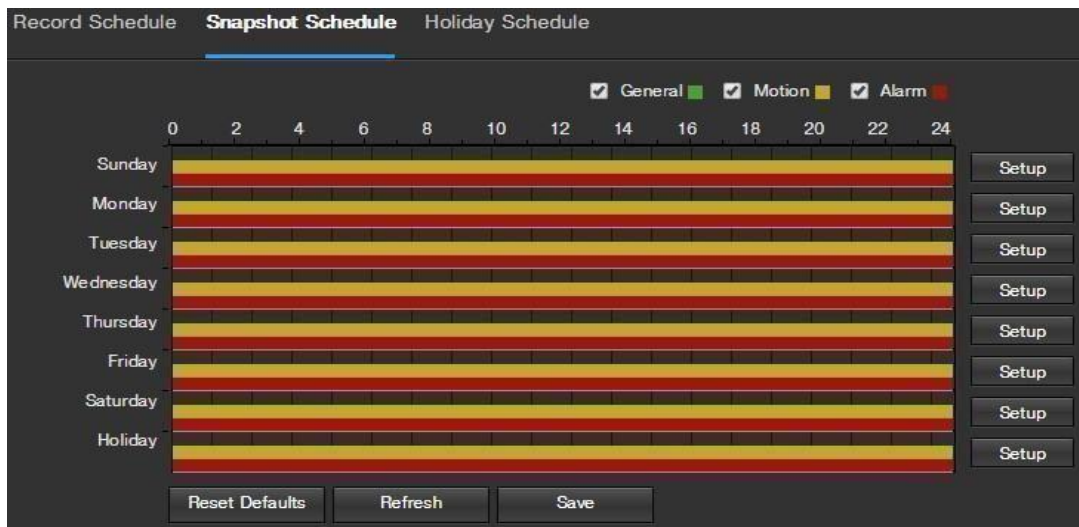 Record Schedule Snapshot Schedule Holiday Schedule
General Motion Alarm
0 2 4 6 8 10 12 14 16 18 20 22 24
Sunday Setup
Monday Setup
Tuesday Setup
Wednesday Setup
Thursday Setup
Friday Setup
Saturday Setup
Holiday Setup
Reset Defaults Refresh Save